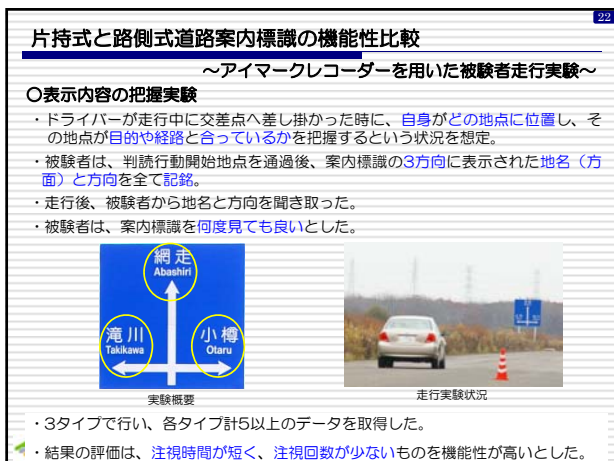 22
片持式と路側式道路案内標識の機能性比較
～アイマークレコーダーを用いた被験者走行実験～
〇表示内容の把握実験
・ドライバーが走行中に交差点へ差し掛かった時に、自身がどの地点に位置し、そ
の地点が目的や経路と合っているかを把握するという状況を想定。
・被験者は、判読行動開始地点を通過後、案内標識の3方向に表示された地名（方
面）と方向を全て記銘。
・走行後、被験者から地名と方向を聞き取った。
・被験者は、案内標識を何度見ても良いとした。
網走
Abashiri
滝川
Takikawa
小樽
Otaru
実験概要
走行実験状況
・3タイプで行い、各タイプ計5以上のデータを取得した。
・結果の評価は、注視時間が短く、注視回数が少ないものを機能性が高いとした。